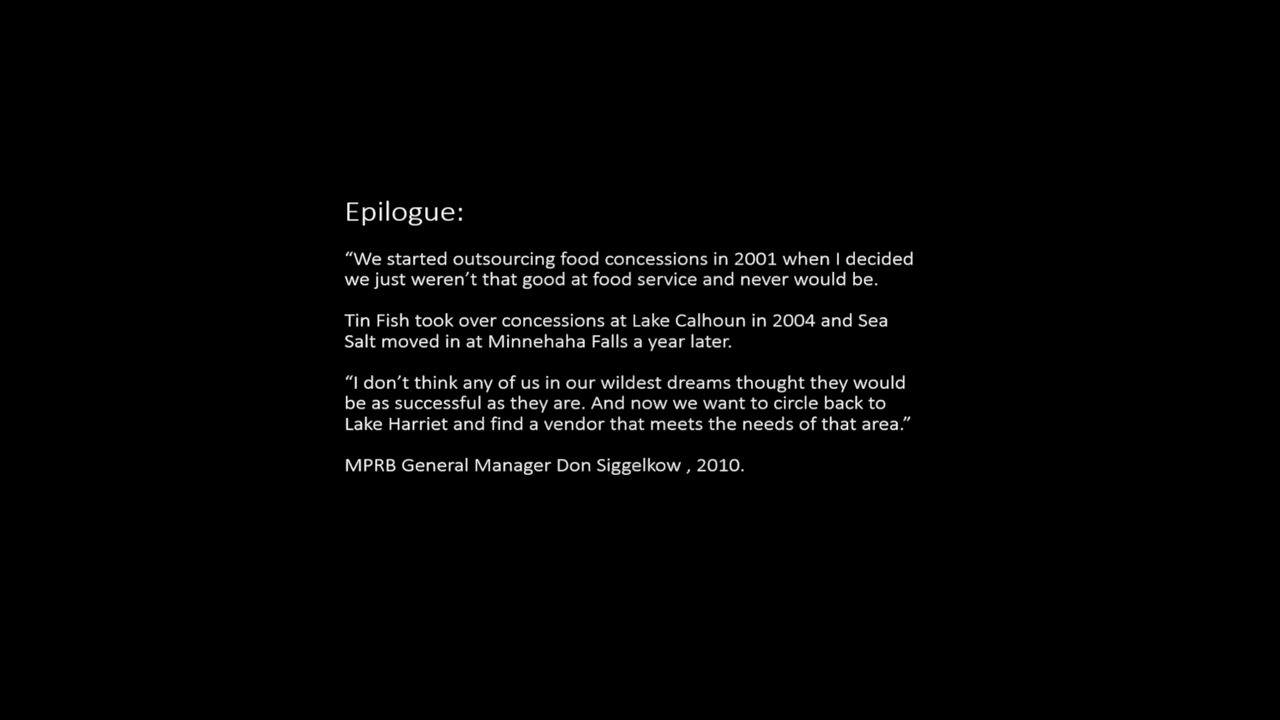 Epilogue:
“We started outsourcing food concessions in 2001 when I decided
we just weren’t that good at food service and never would be.
Tin Fish took over concessions at Lake Calhoun in 2004 and Sea
Salt moved in at Minnehaha Falls a year later.
“I don’t think any of us in our wildest dreams thought they would
be as successful as they are. And now we want to circle back to
Lake Harriet and find a vendor that meets the needs of that area.”
MPRB General Manager Don Siggelkow , 2010.